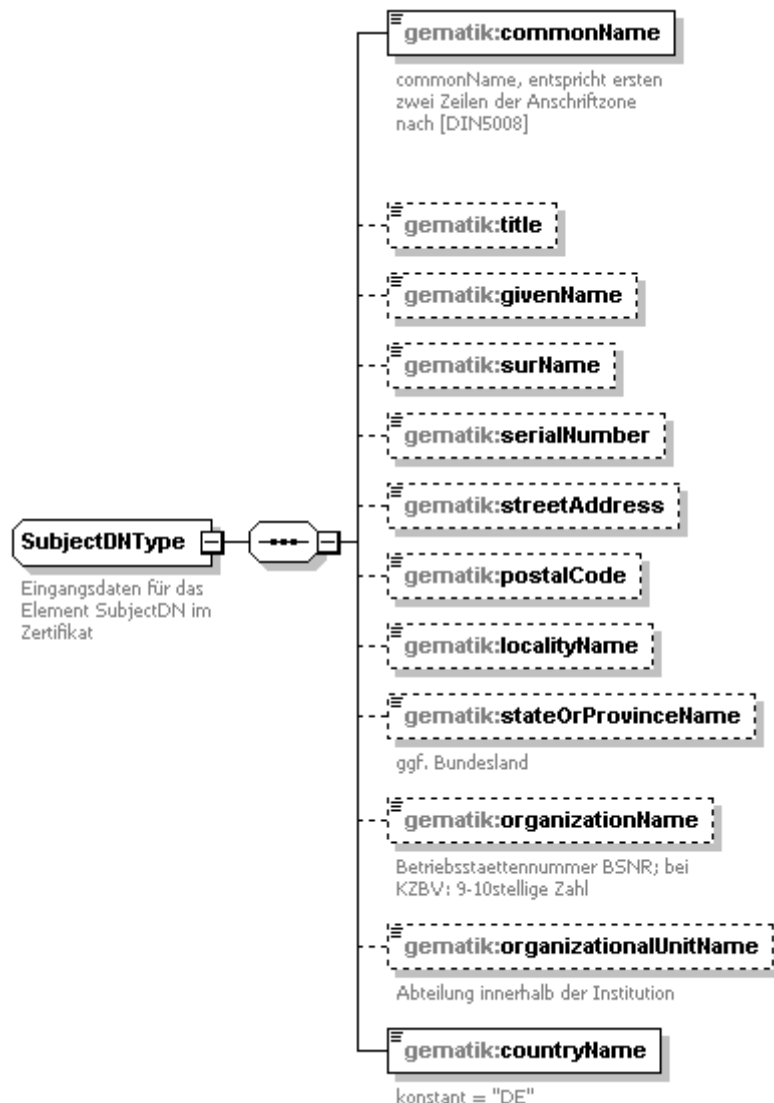 gematik:commonName
commonName, entspricht ersten
zwei Zeilen der Anschriftzone
nach [DIN5008]
gematik:title
gematik:givenName
gematik:surName
gematik:serialNumber
gematik:streetAddress
SubjectDNType
Eingangsdaten für das
Element SubjectDN im
Zertifikat
gematik:postalCode
gematik:localityName
gematik:stateOrProvinceName
ggf. Bundesland
gematik:organizationName
Betriebsstaettennummer BSNR; bei
KZBV: 9-10stellige Zahl
gematik:organizationalUnitName
Abteilung innerhalb der Institution
gematik:countryName
konstant = "DE"